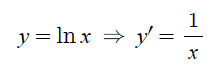 y = ln x ⇒ y′ = 1/x